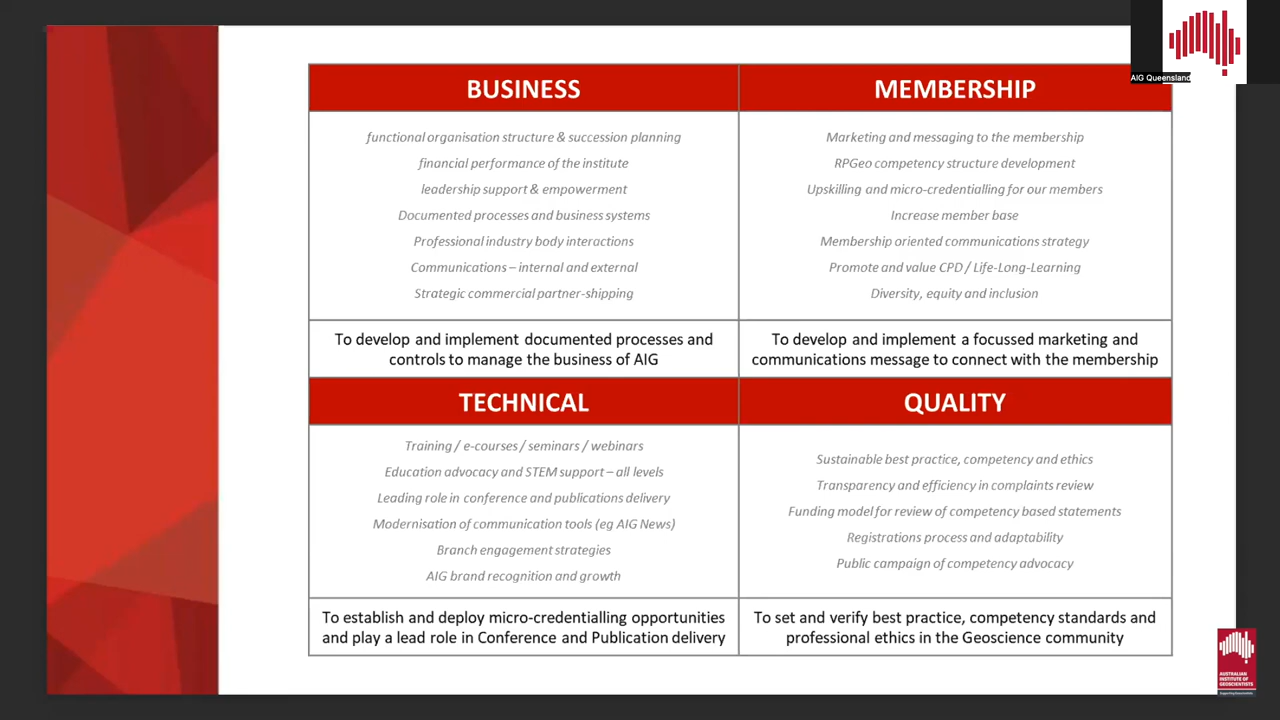 AIG Queensland
BUSINESS
functional organisation structure & succession planning
financial performance of the institute
leadership support & empowerment
Documented processes and business systems
Professional industry body interactions
Communications – internal and external
Strategic commercial partner-shipping
To develop and implement documented processes and
controls to manage the business of AIG
MEMBERSHIP
Marketing and messaging to the membership
RPGeo competency structure development
Upskilling and micro-credentialling for our members
Increase member base
Membership oriented communications strategy
Promote and value CPD / Life-Long-Learning
Diversity, equity and inclusion
To develop and implement a focussed marketing and
communications message to connect with the membership
TECHNICAL
Training / e-courses / seminars / webinars
Education advocacy and STEM support – all levels
Leading role in conference and publications delivery
Modernisation of communication tools (eg AIG News)
Branch engagement strategies
AIG brand recognition and growth
To establish and deploy micro-credentialling opportunities
and play a lead role in Conference and Publication delivery
QUALITY
Sustainable best practice, competency and ethics
Transparency and efficiency in complaints review
Funding model for review of competency based statements
Registrations process and adaptability
Public campaign of competency advocacy
To set and verify best practice, competency standards and
professional ethics in the Geoscience community
AUSTRALIAN
INSTITUTE OF
GEOSCIENTISTS
Supporting Geoscientists